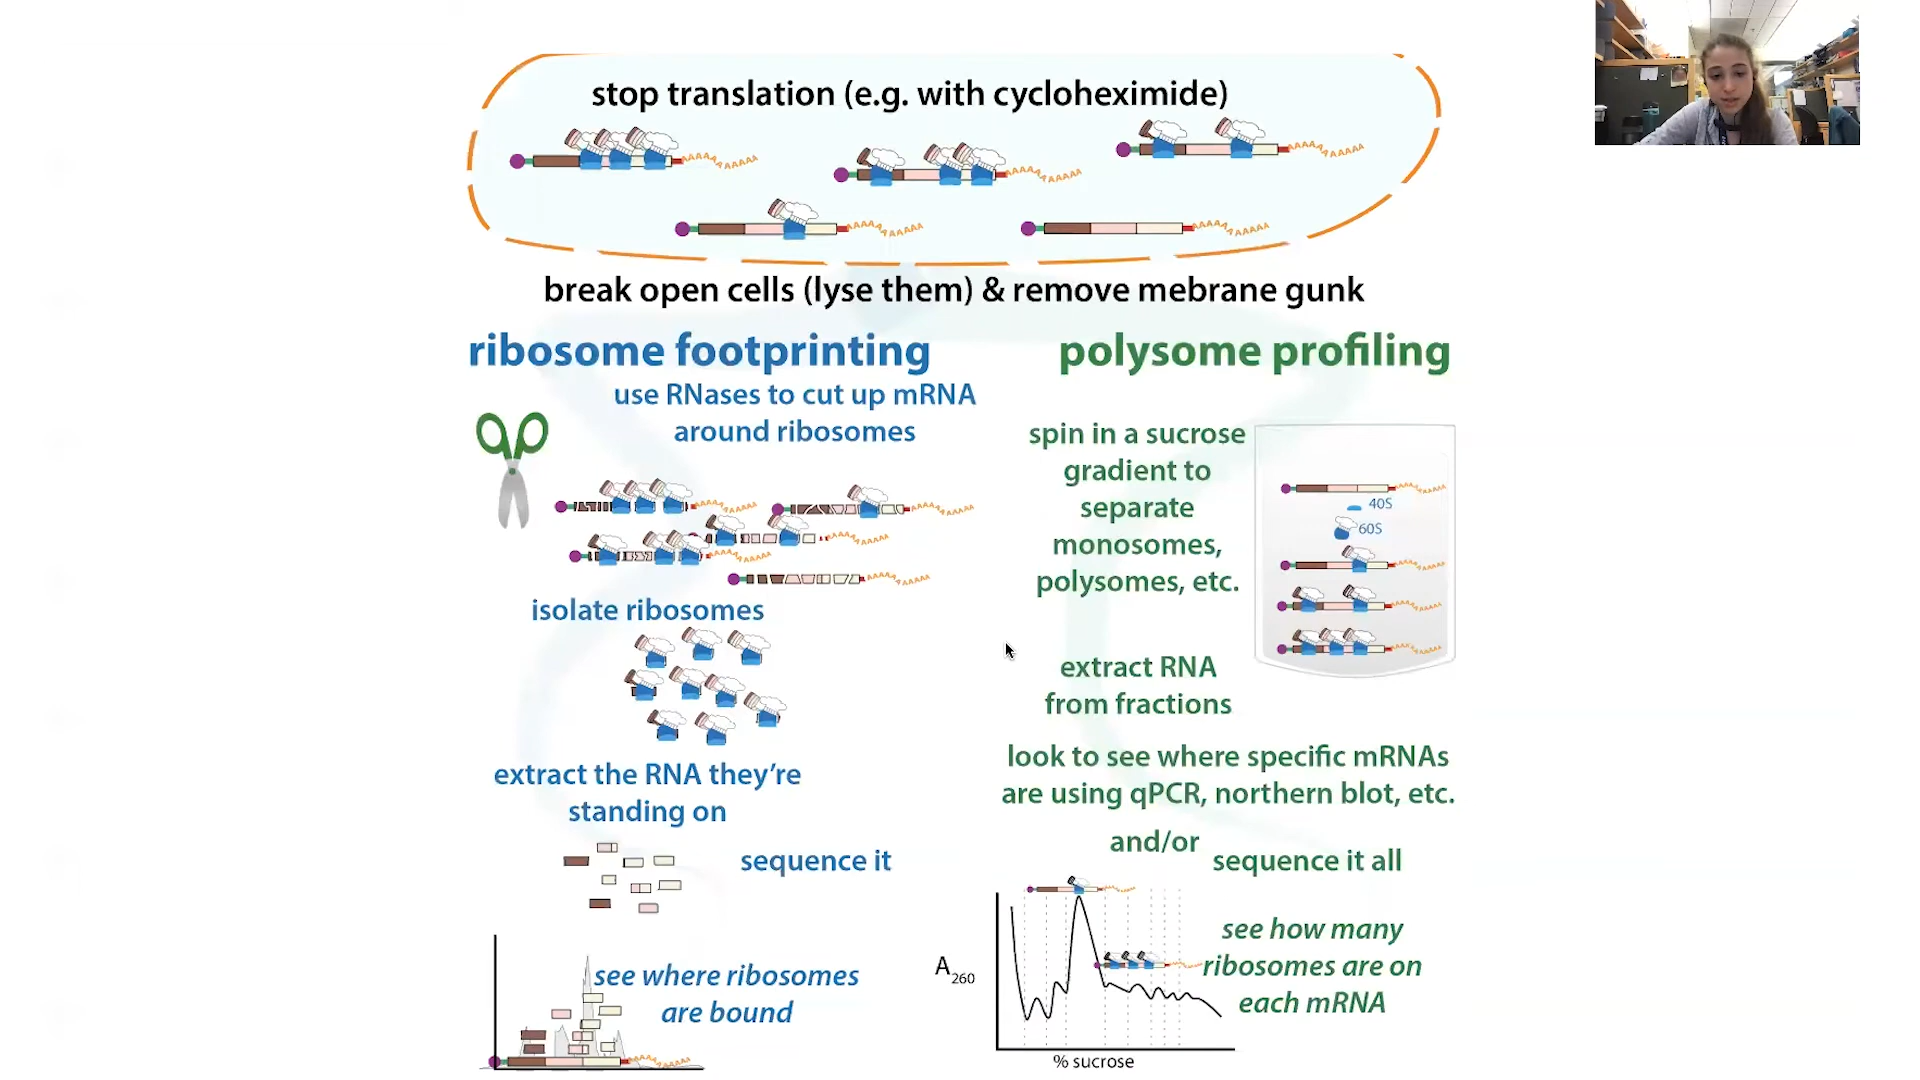 stop translation (e.g. with cycloheximide)
break open cells (lyse them) & remove mebrane gunk
ribosome footprinting
use RNases to cut up mRNA
around ribosomes
isolate ribosomes
extract the RNA they’re
standing on
sequence it
see where ribosomes
are bound
polysome profiling
spin in a sucrose
gradient to
separate
monosomes,
polysomes, etc.
40S
60S
extract RNA
from fractions
look to see where specific mRNAs
are using qPCR, northern blot, etc.
and/or
sequence it all
see how many
ribosomes are on
each mRNA
A260
% sucrose